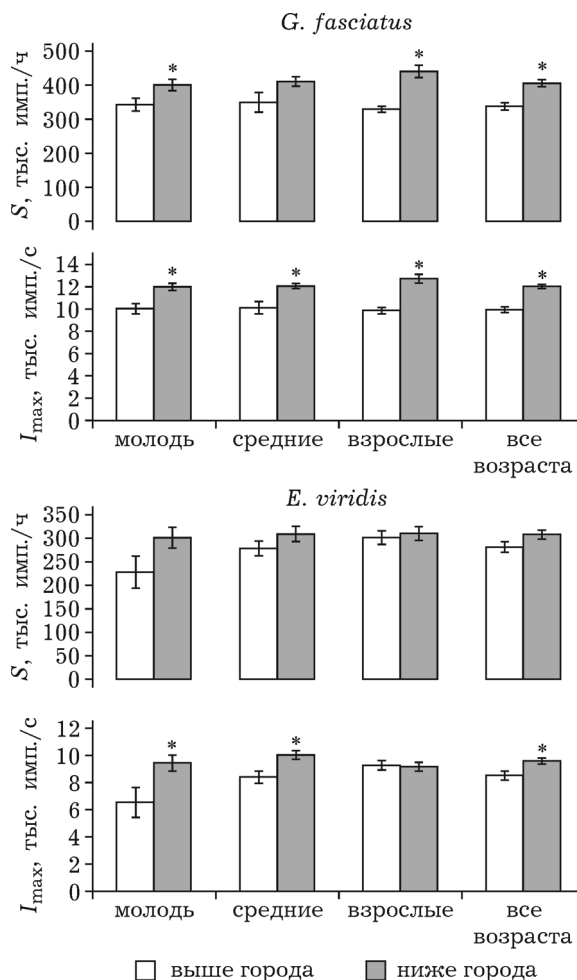 G. fasciatus
S, тыс. имп./ч
500
400
300
200
100
0
* * *
I max, тыс. имп./с
14
12
10
8
6
4
2
0
* * * *
молодь средние взрослые все возраста
E. viridis
S, тыс. имп./ч
350
300
250
200
150
100
50
0
I max, тыс. имп./с
12
10
8
6
4
2
0
* * *
молодь средние взрослые все возраста
выше города ниже города